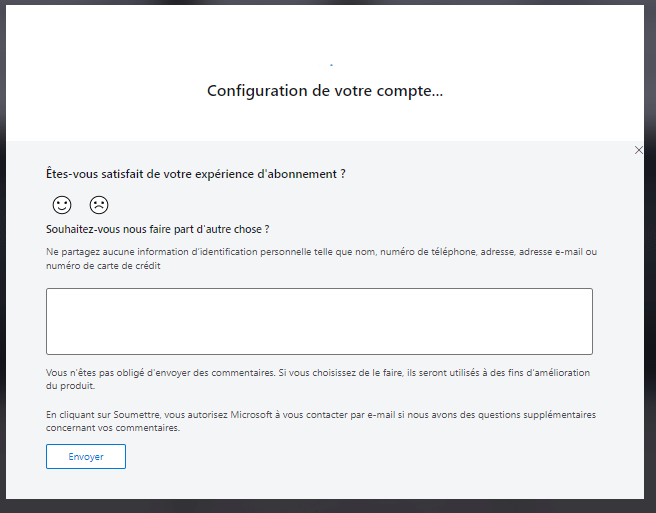 Configuration de votre compte...
Êtes-vous satisfait de votre expérience d'abonnement ?
Souhaitez-vous nous faire part d'autre chose ?
Ne partagez aucune information d'identification personnelle telle que nom, numéro de téléphone, adresse, adresse e-mail ou
numéro de carte de crédit
Vous n'êtes pas obligé d'envoyer des commentaires. Si vous choisissez de le faire, ils seront utilisés à des fins d'amélioration
du produit.
En cliquant sur Soumettre, vous autorisez Microsoft à vous contacter par e-mail si nous avons des questions supplémentaires
concernant vos commentaires.
Envoyer